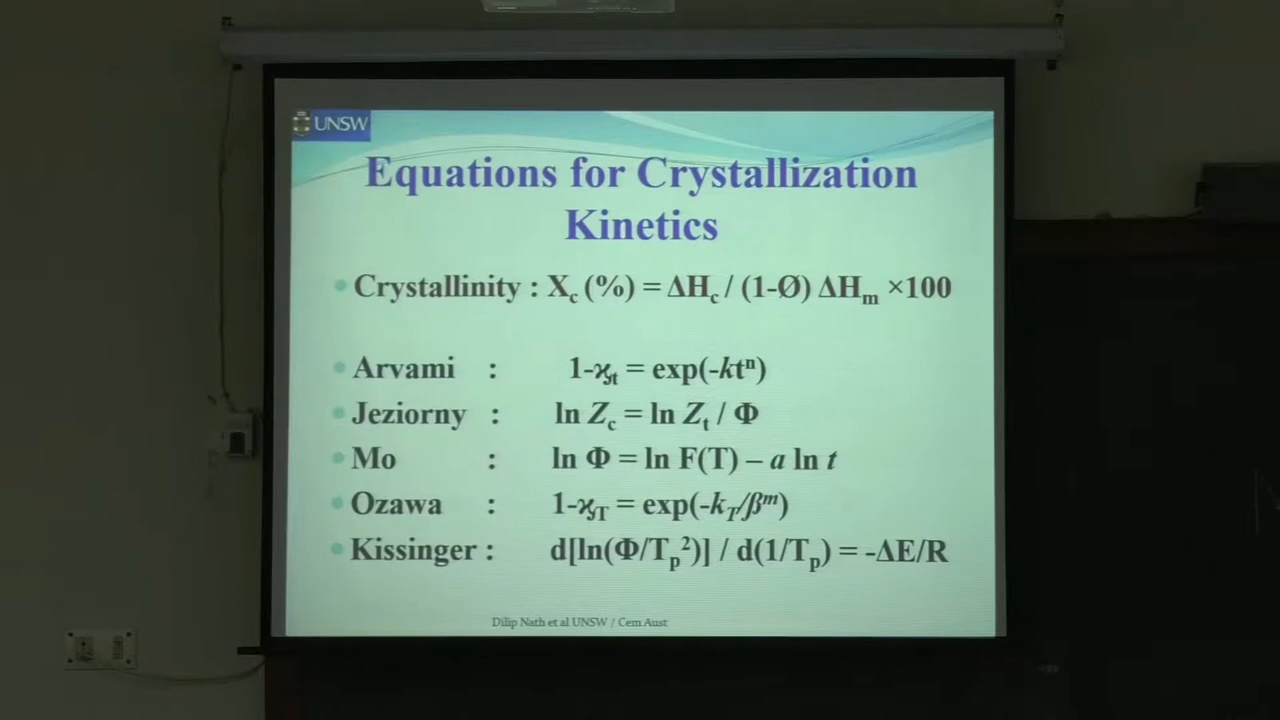 UNSW
Equations for Crystallization
Kinetics
Crystallinity : Xc (%) = ΔHc / (1-Ø) ΔHm ×100
Arvami : 1-ϰt = exp(-ktⁿ)
Jeziorny : ln Zc = ln Zt / Φ
Mo : ln Φ = ln F(T) – a ln t
Ozawa : 1-ϰT = exp(-kT/βᵐ)
Kissinger : d[ln(Φ/Tp²)] / d(1/Tp) = -ΔE/R
Dilip Nath et al UNSW / Cem Aust